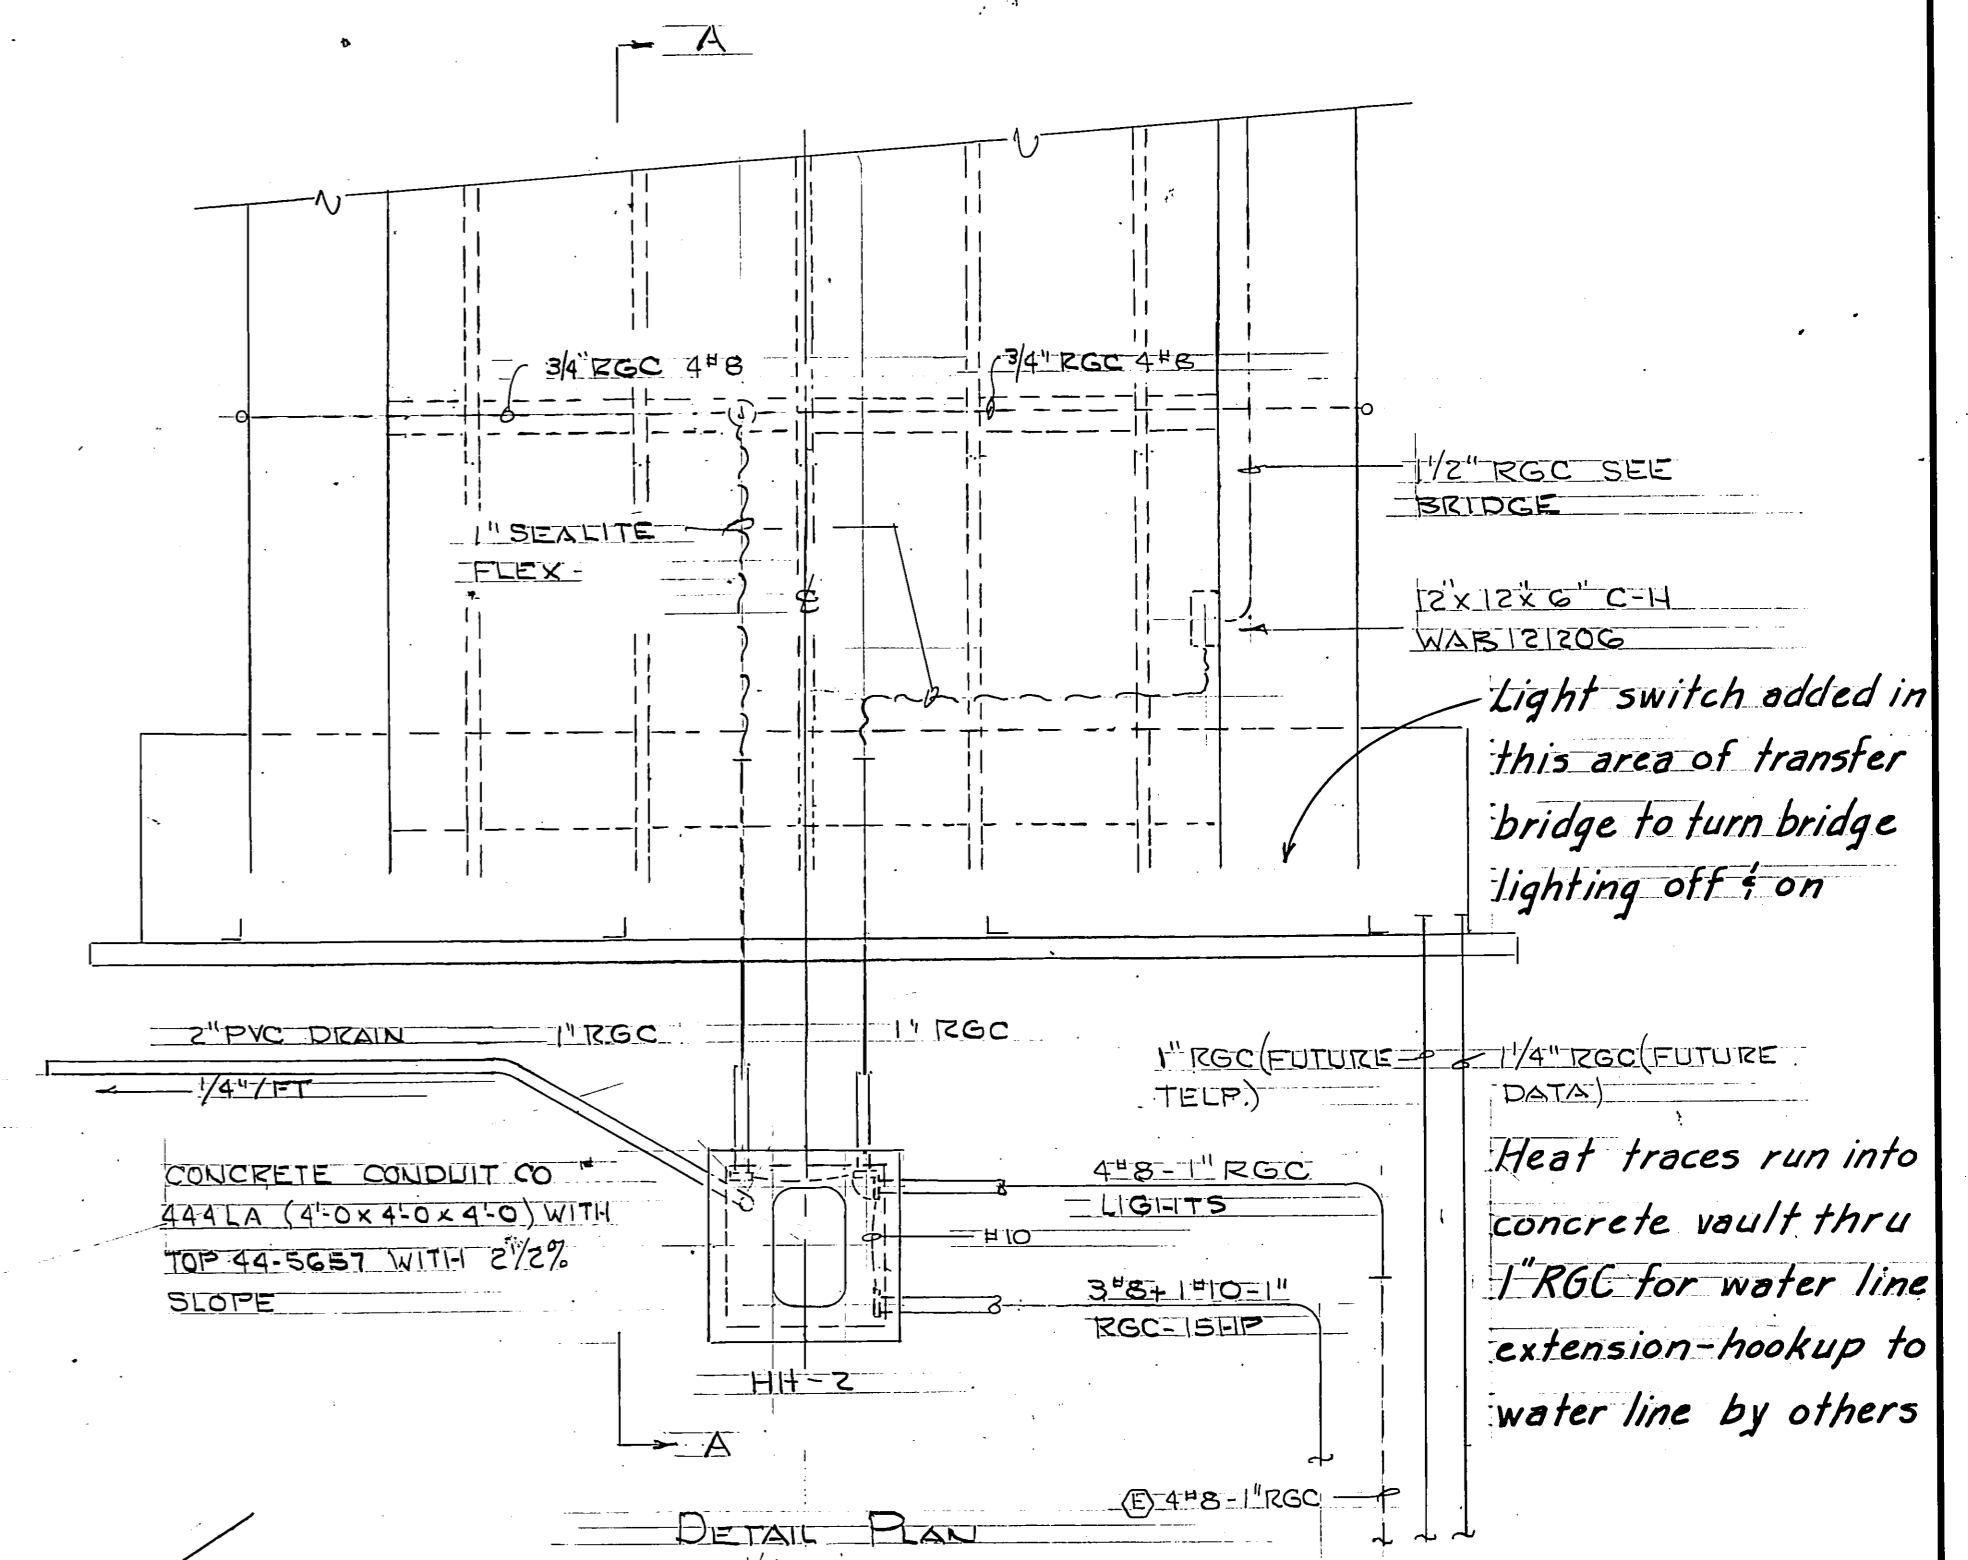 A
3/4" RGC 4#8
3/4" RGC 4#8
1 1/2" RGC SEE
BRIDGE
1" SEALITE
FLEX-
℄
12"x12"x6" C-H
WAB121206
Light switch added in
this area of transfer
bridge to turn bridge
lighting off & on
2" PVC DRAIN
1" RGC
1" RGC
1/4"/FT
1" RGC (FUTURE
TELP.)
1 1/4" RGC (FUTURE
DATA)
CONCRETE CONDUIT CO
444LA (4'-0 x 4'-0 x 4'-0) WITH
TOP 44-5657 WITH 2 1/2%
SLOPE
4#8-1" RGC
LIGHTS
#10
3#8+1#10-1"
RGC-15HP
Heat traces run into
concrete vault thru
1" RGC for water line
extension-hookup to
water line by others
HH-2
A
E 4#8-1" RGC
DETAIL PLAN